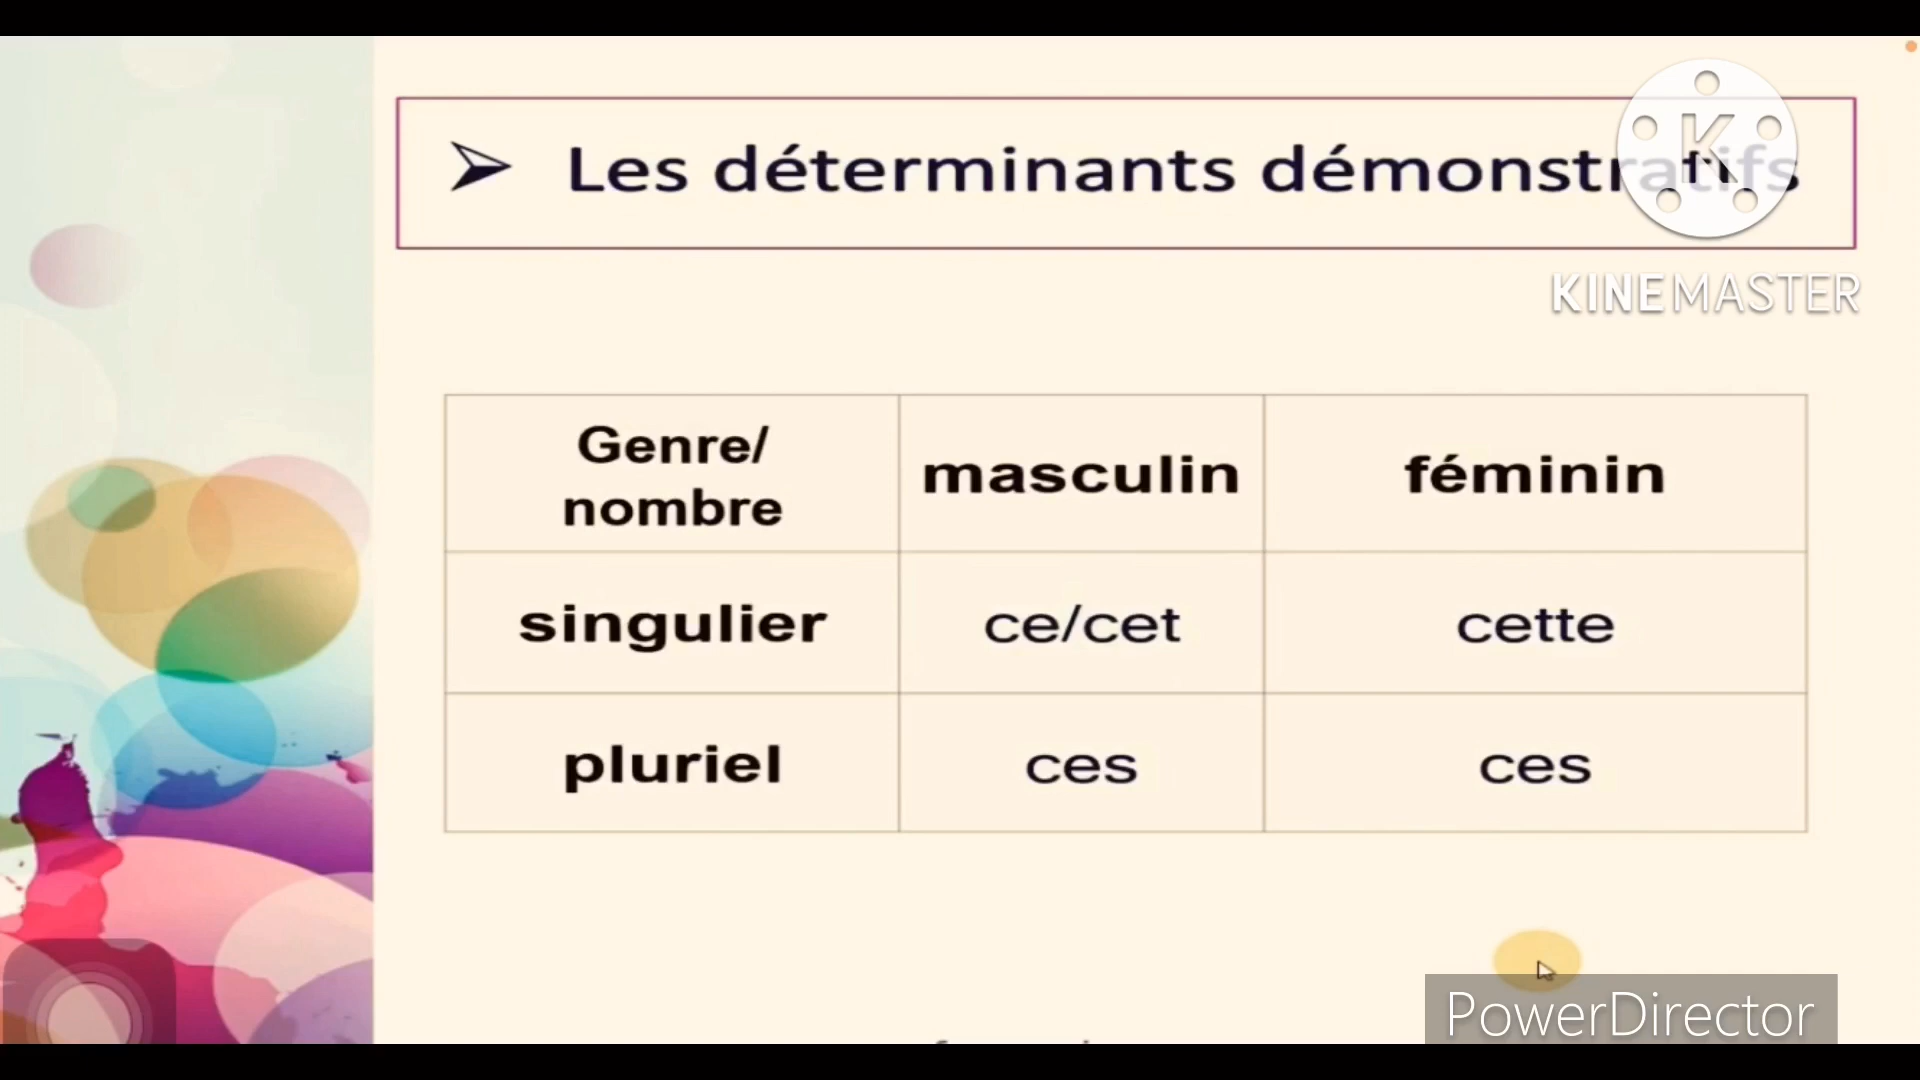 ➢ Les déterminants démonstratifs
K
KINEMASTER
Genre/
nombre
masculin
féminin
singulier
ce/cet
cette
pluriel
ces
ces
PowerDirector